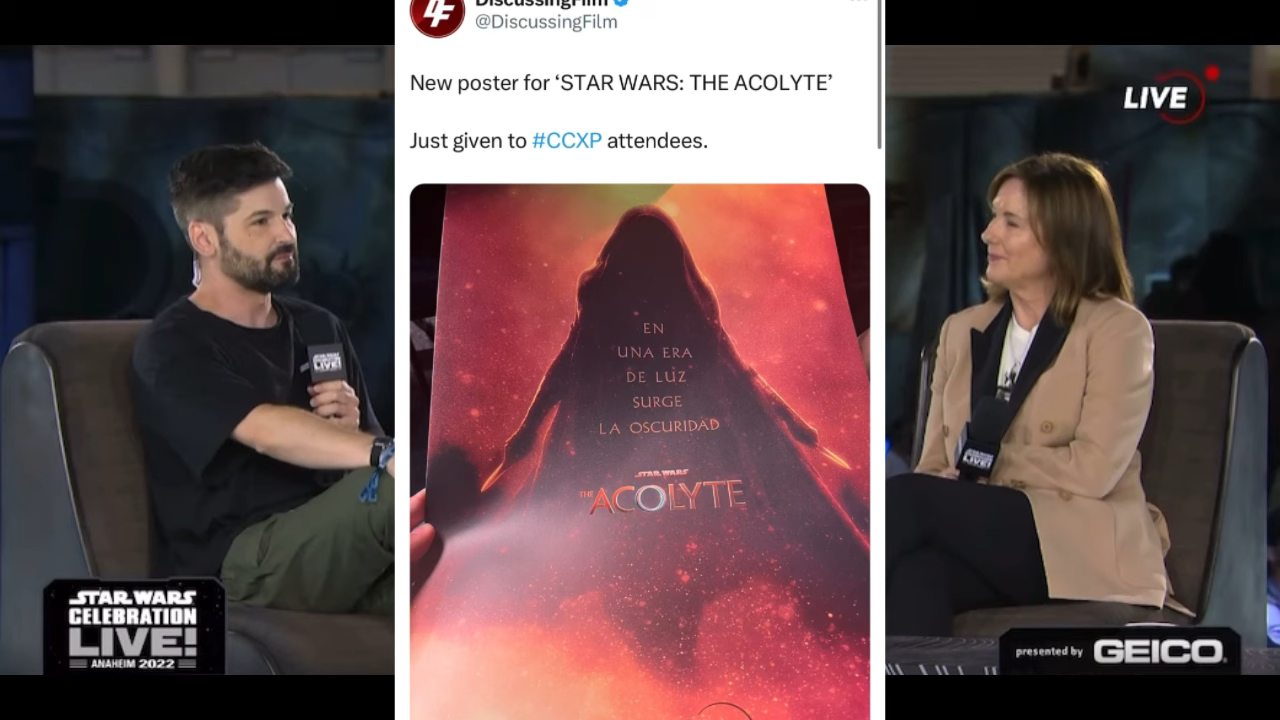 DiscussingFilm
@DiscussingFilm
New poster for ‘STAR WARS: THE ACOLYTE’
Just given to #CCXP attendees.
EN
UNA ERA
DE LUZ
SURGE
LA OSCURIDAD
STAR WARS
THE ACOLYTE
STAR WARS
LIVE!
STAR WARS
CELEBRATION
LIVE!
ANAHEIM 2022
LIVE
LIVE!
presented by GEICO